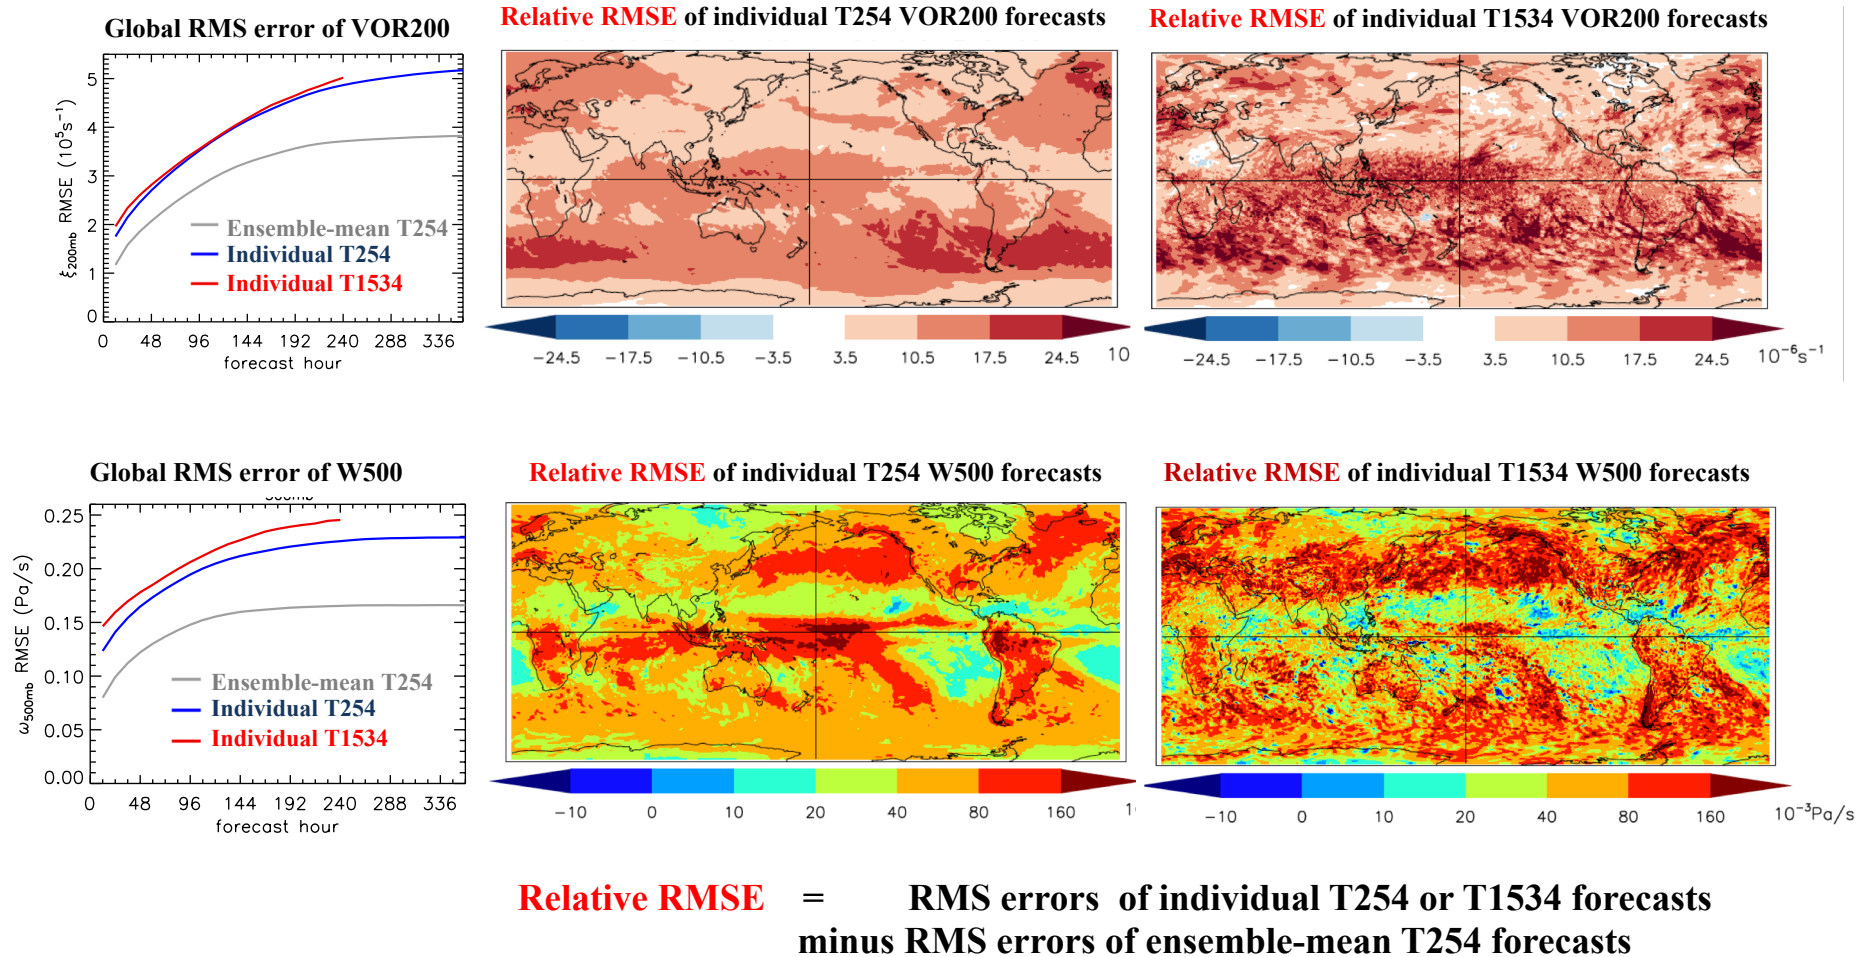 Global RMS error of VOR200
Relative RMSE of individual T254 VOR200 forecasts
Relative RMSE of individual T1534 VOR200 forecasts
ξ200mb RMSE (10⁵s⁻¹)
5
4
3
2
1
0
Ensemble-mean T254
Individual T254
Individual T1534
0 48 96 144 192 240 288 336
forecast hour
−24.5 −17.5 −10.5 −3.5 3.5 10.5 17.5 24.5 10
−24.5 −17.5 −10.5 −3.5 3.5 10.5 17.5 24.5 10⁻⁶s⁻¹
Global RMS error of W500
Relative RMSE of individual T254 W500 forecasts
Relative RMSE of individual T1534 W500 forecasts
ω500mb RMSE (Pa/s)
0.25
0.20
0.15
0.10
0.05
0.00
Ensemble-mean T254
Individual T254
Individual T1534
0 48 96 144 192 240 288 336
forecast hour
−10 0 10 20 40 80 160
−10 0 10 20 40 80 160 10⁻³Pa/s
Relative RMSE = RMS errors of individual T254 or T1534 forecasts
minus RMS errors of ensemble-mean T254 forecasts